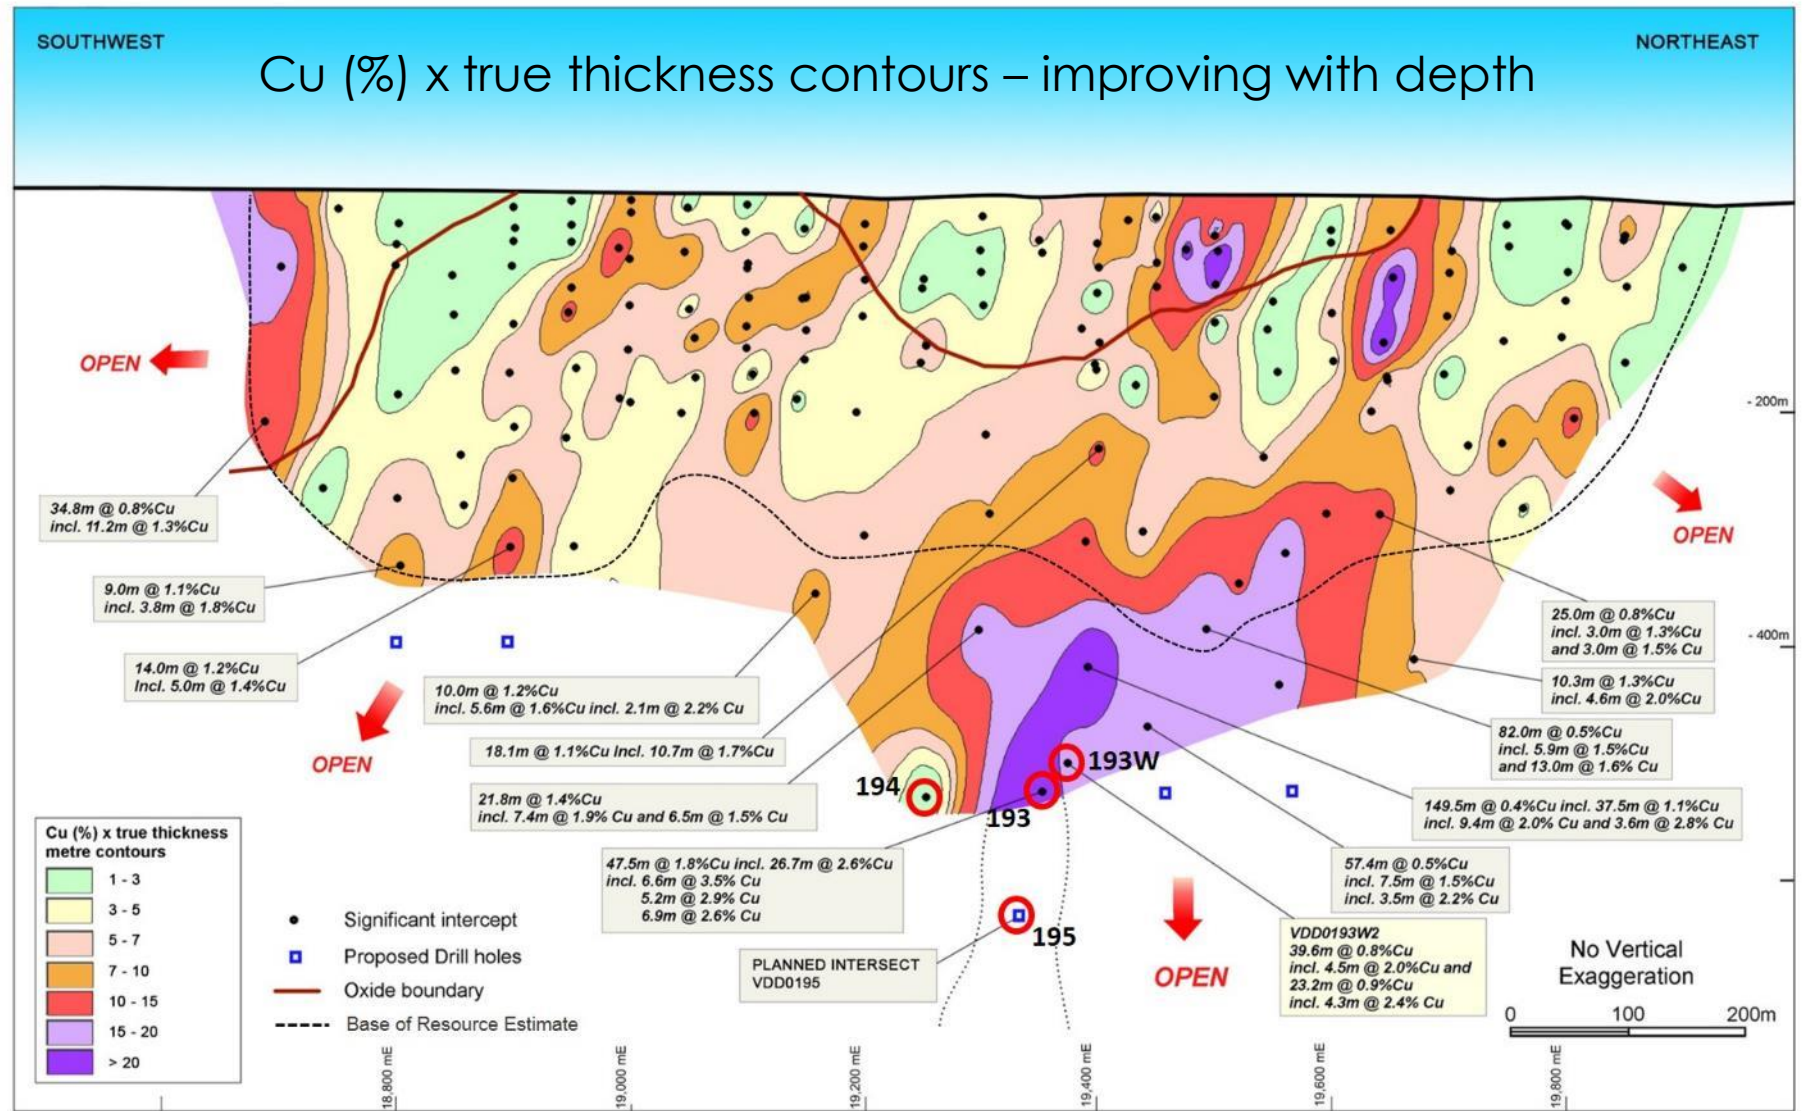 SOUTHWEST
NORTHEAST
Cu (%) x true thickness contours – improving with depth
OPEN
- 200m
OPEN
34.8m @ 0.8%Cu
incl. 11.2m @ 1.3%Cu
9.0m @ 1.1%Cu
incl. 3.8m @ 1.8%Cu
14.0m @ 1.2%Cu
Incl. 5.0m @ 1.4%Cu
OPEN
10.0m @ 1.2%Cu
incl. 5.6m @ 1.6%Cu incl. 2.1m @ 2.2% Cu
18.1m @ 1.1%Cu Incl. 10.7m @ 1.7%Cu
21.8m @ 1.4%Cu
incl. 7.4m @ 1.9% Cu and 6.5m @ 1.5% Cu
47.5m @ 1.8%Cu incl. 26.7m @ 2.6%Cu
incl. 6.6m @ 3.5% Cu
5.2m @ 2.9% Cu
6.9m @ 2.6% Cu
194
193
193W
195
PLANNED INTERSECT
VDD0195
25.0m @ 0.8%Cu
incl. 3.0m @ 1.3%Cu
and 3.0m @ 1.5% Cu
- 400m
10.3m @ 1.3%Cu
incl. 4.6m @ 2.0%Cu
82.0m @ 0.5%Cu
incl. 5.9m @ 1.5%Cu
and 13.0m @ 1.6% Cu
149.5m @ 0.4%Cu incl. 37.5m @ 1.1%Cu
incl. 9.4m @ 2.0% Cu and 3.6m @ 2.8% Cu
57.4m @ 0.5%Cu
incl. 7.5m @ 1.5%Cu
incl. 3.5m @ 2.2% Cu
VDD0193W2
39.6m @ 0.8%Cu
incl. 4.5m @ 2.0%Cu and
23.2m @ 0.9%Cu
incl. 4.3m @ 2.4% Cu
OPEN
Cu (%) x true thickness
metre contours
1 - 3
3 - 5
5 - 7
7 - 10
10 - 15
15 - 20
> 20
Significant intercept
Proposed Drill holes
Oxide boundary
Base of Resource Estimate
No Vertical
Exaggeration
0 100 200m
18,800 mE
19,000 mE
19,200 mE
19,400 mE
19,600 mE
19,800 mE